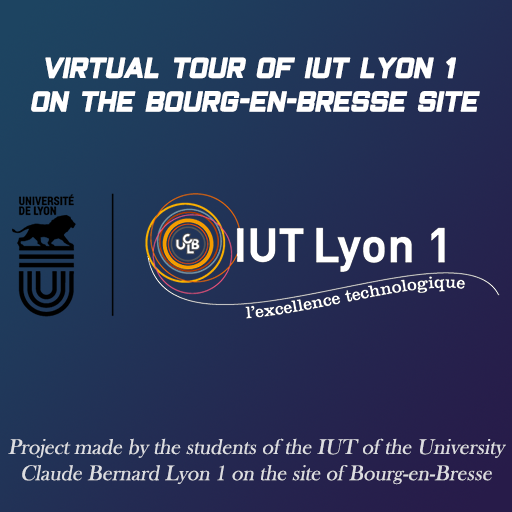 VIRTUAL TOUR OF IUT LYON 1
ON THE BOURG-EN-BRESSE SITE
UNIVERSITÉ
DE LYON
UCLB
IUT Lyon 1
l'excellence technologique
Project made by the students of the IUT of the University
Claude Bernard Lyon 1 on the site of Bourg-en-Bresse